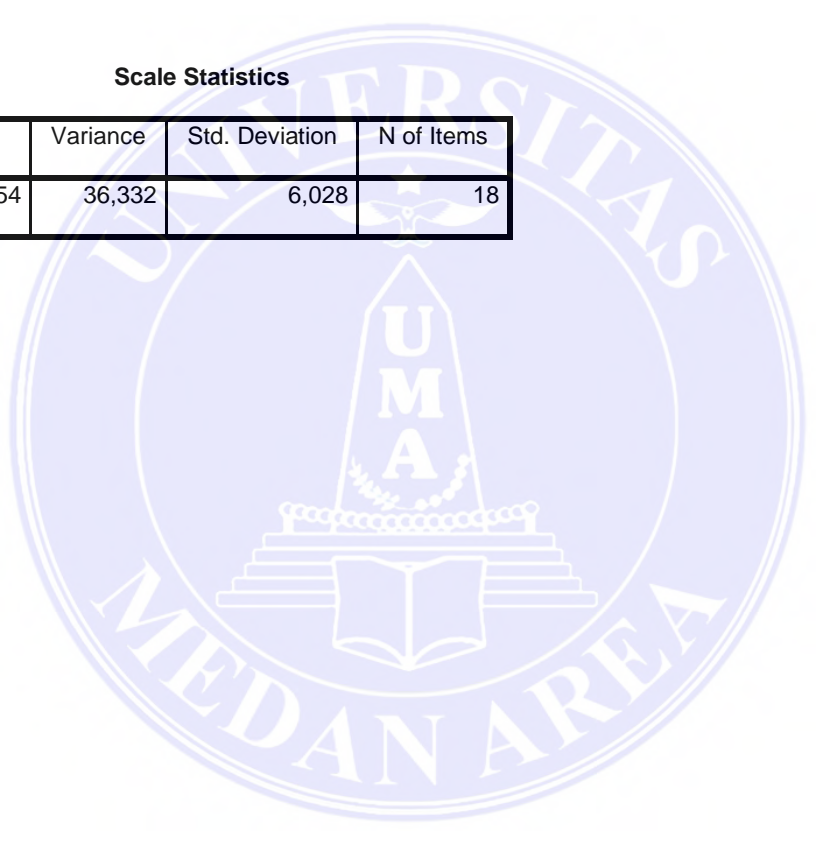 Scale Statistics
Variance Std. Deviation N of Items
54 36,332 6,028 18
UNIVERSITAS
UMA
MEDAN AREA